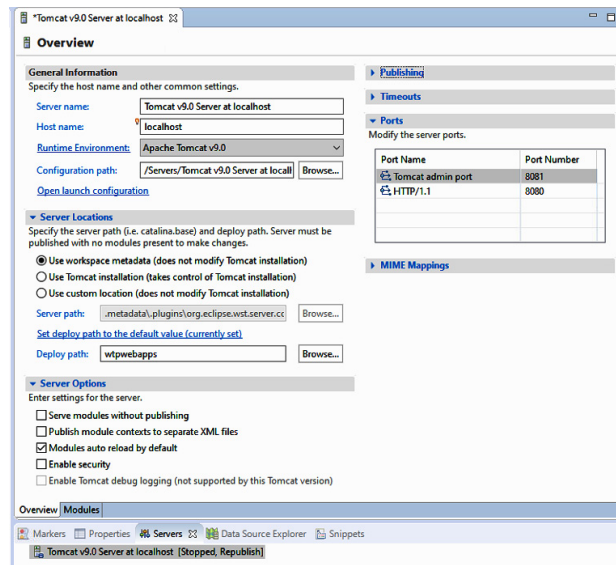 *Tomcat v9.0 Server at localhost
Overview
General Information
Specify the host name and other common settings.
Server name: Tomcat v9.0 Server at localhost
Host name: localhost
Runtime Environment: Apache Tomcat v9.0
Configuration path: /Servers/Tomcat v9.0 Server at locall Browse...
Open launch configuration
Server Locations
Specify the server path (i.e. catalina.base) and deploy path. Server must be
published with no modules present to make changes.
Use workspace metadata (does not modify Tomcat installation)
Use Tomcat installation (takes control of Tomcat installation)
Use custom location (does not modify Tomcat installation)
Server path: .metadata\.plugins\org.eclipse.wst.server.cc Browse...
Set deploy path to the default value (currently set)
Deploy path: wtpwebapps Browse...
Server Options
Enter settings for the server.
Serve modules without publishing
Publish module contexts to separate XML files
Modules auto reload by default
Enable security
Enable Tomcat debug logging (not supported by this Tomcat version)
Publishing
Timeouts
Ports
Modify the server ports.
Port Name Port Number
Tomcat admin port 8081
HTTP/1.1 8080
MIME Mappings
Overview Modules
Markers Properties Servers Data Source Explorer Snippets
Tomcat v9.0 Server at localhost [Stopped, Republish]